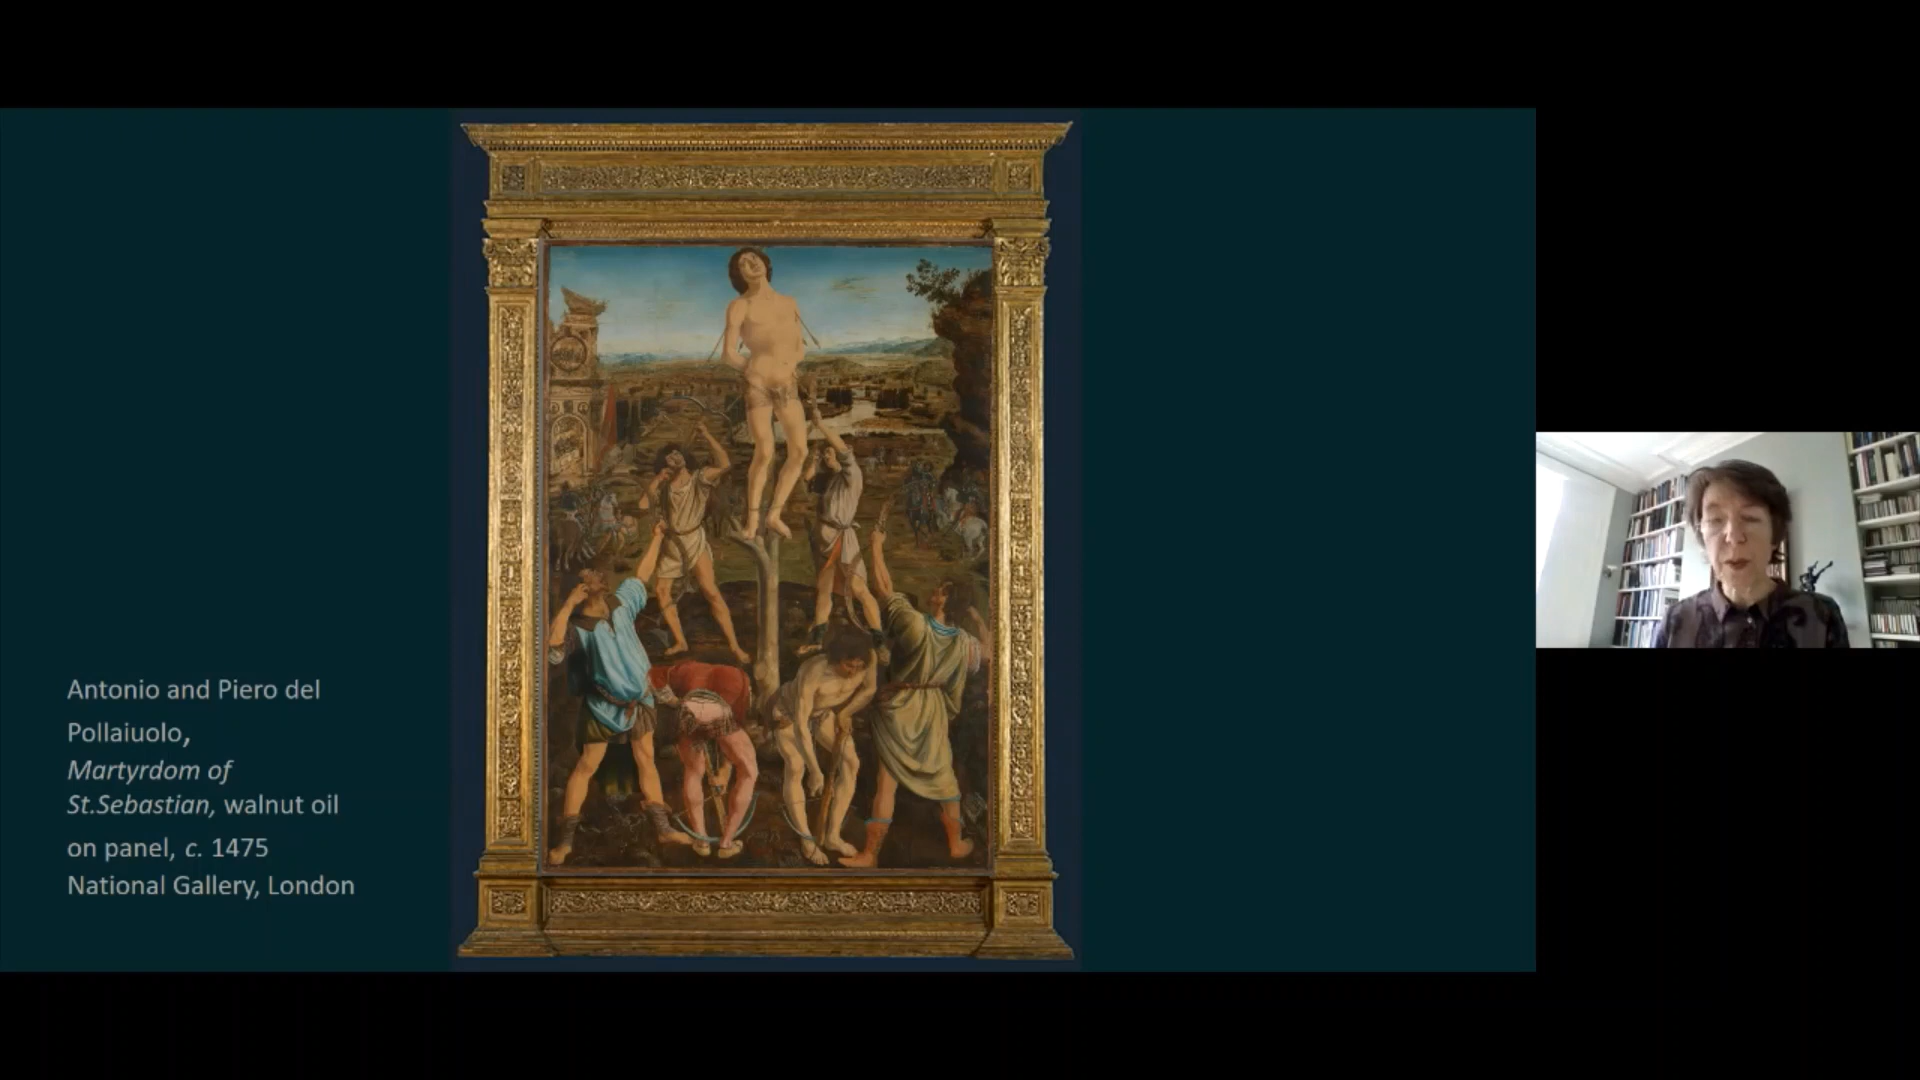 Antonio and Piero del
Pollaiuolo,
Martyrdom of
St.Sebastian, walnut oil
on panel, c. 1475
National Gallery, London